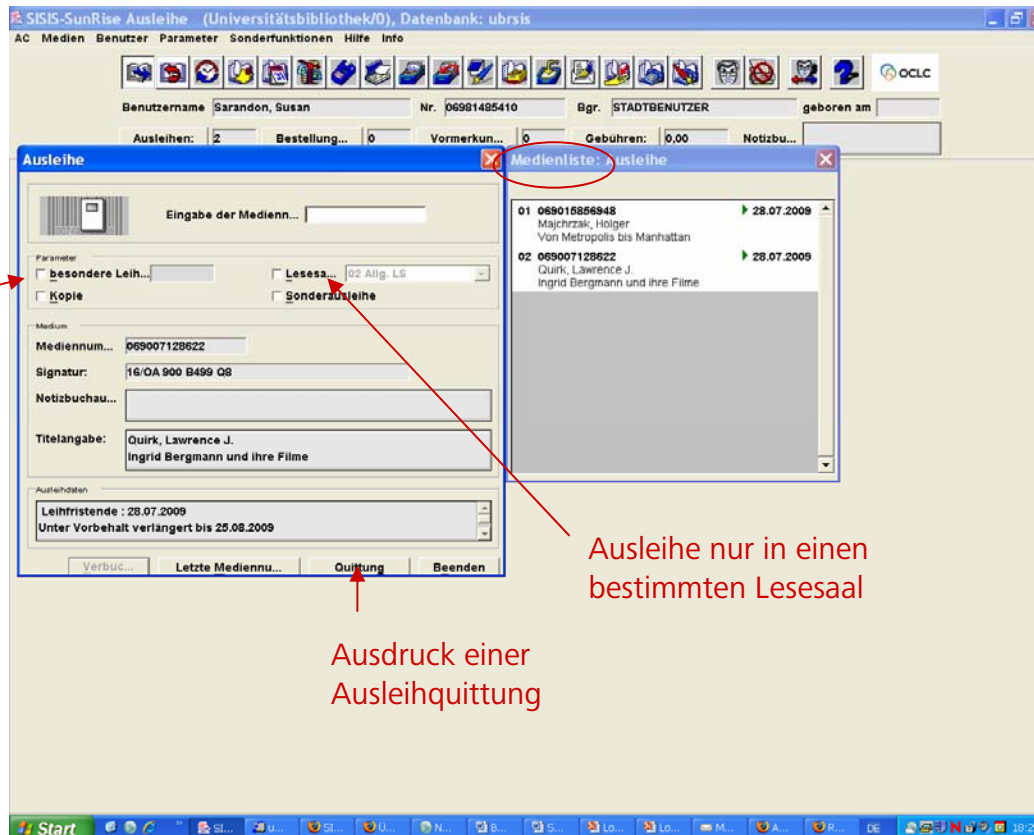 SISIS-SunRise Ausleihe (Universitätsbibliothek/0), Datenbank: ubrsis
AC Medien Benutzer Parameter Sonderfunktionen Hilfe Info
OCLC
Benutzername Sarandon, Susan Nr. 06981485410 Bgr. STADTBENUTZER geboren am
Ausleihen: 2 Bestellung... 0 Vormerkun... 0 Gebühren: 0,00 Notizbu...
Ausleihe
Eingabe der Medienn...
Parameter
besondere Leih...
Lesesa... 02 Allg. LS
Kopie
Sonderausleihe
Medium
Mediennum... 069007128622
Signatur: 16/OA 900 B499 Q8
Notizbuchau...
Titelangabe: Quirk, Lawrence J.
Ingrid Bergmann und ihre Filme
Ausleihdaten
Leihfristende : 28.07.2009
Unter Vorbehalt verlängert bis 25.08.2009
Verbuc... Letzte Mediennu... Quittung Beenden
Medienliste: Ausleihe
01 069015856948 28.07.2009
Majchrzak, Holger
Von Metropolis bis Manhattan
02 069007128622 28.07.2009
Quirk, Lawrence J.
Ingrid Bergmann und ihre Filme
Ausleihe nur in einen
bestimmten Lesesaal
Ausdruck einer
Ausleihquittung
Start SI... u... SI... Ü... N... B... S... Lo... Lo... M... A... R... DE